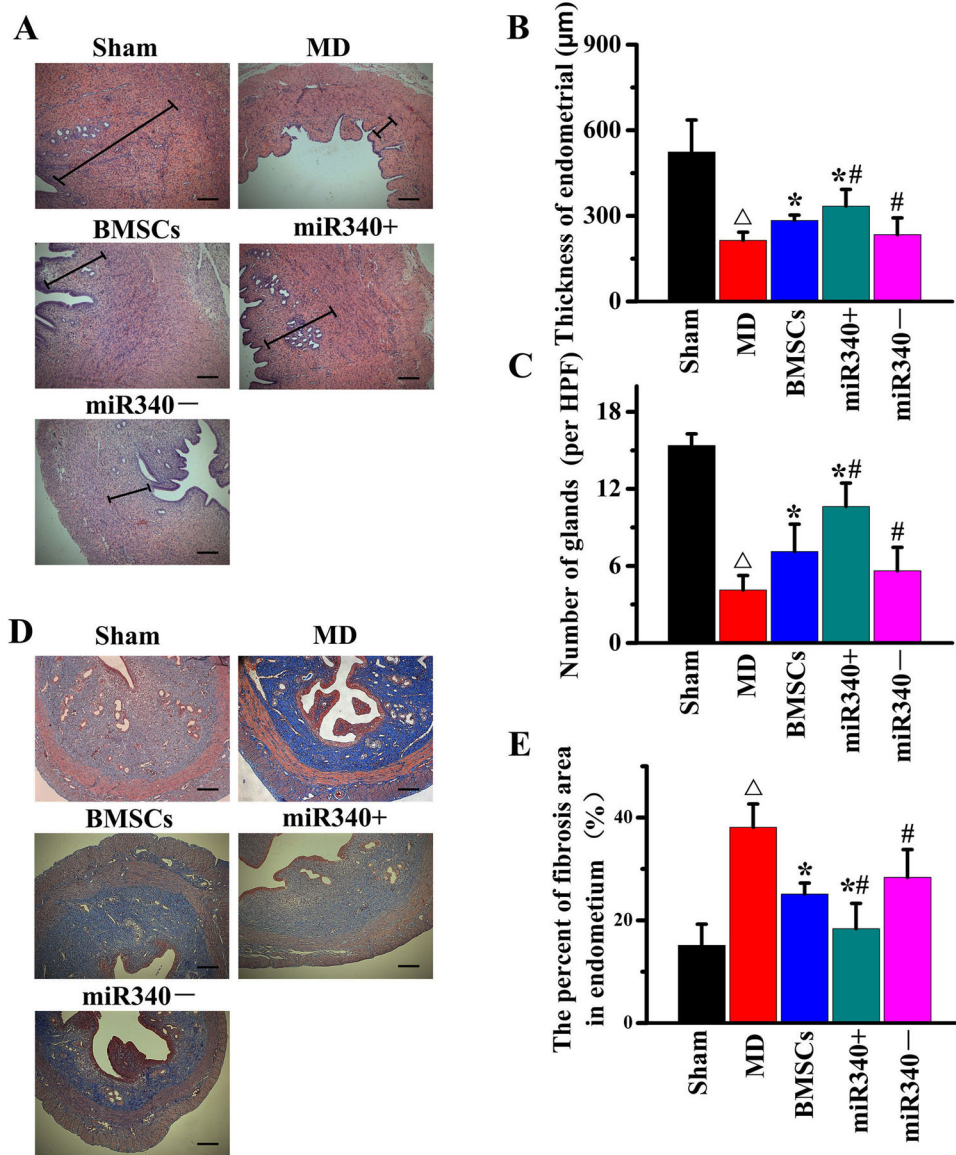 A
Sham
MD
BMSCs
miR340+
miR340—
B
Thickness of endometrial (μm)
900
600
300
0
△
*
*#
#
Sham
MD
BMSCs
miR340+
miR340—
C
Number of glands (per HPF)
18
12
6
0
△
*
*#
#
Sham
MD
BMSCs
miR340+
miR340—
D
Sham
MD
BMSCs
miR340+
miR340—
E
The percent of fibrosis area
in endometium (%)
40
20
0
△
*
*#
#
Sham
MD
BMSCs
miR340+
miR340—